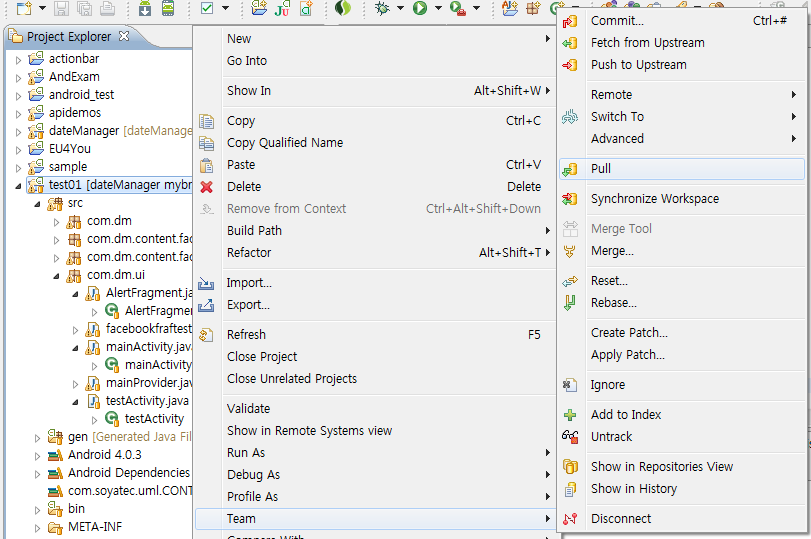 Project Explorer
actionbar
AndExam
android_test
apidemos
dateManager [dateManage
EU4You
sample
test01 [dateManager mybr
src
com.dm
com.dm.content.fac
com.dm.content.fac
com.dm.ui
AlertFragment.ja
AlertFragmen
facebookfraftest
mainActivity.java
mainActivity
mainProvider.jav
testActivity.java
testActivity
gen [Generated Java File
Android 4.0.3
Android Dependencies
com.soyatec.uml.CONT
bin
META-INF
New
Go Into
Show In Alt+Shift+W
Copy Ctrl+C
Copy Qualified Name
Paste Ctrl+V
Delete Delete
Remove from Context Ctrl+Alt+Shift+Down
Build Path
Refactor Alt+Shift+T
Import...
Export...
Refresh F5
Close Project
Close Unrelated Projects
Validate
Show in Remote Systems view
Run As
Debug As
Profile As
Team
Compare With
Commit... Ctrl+#
Fetch from Upstream
Push to Upstream
Remote
Switch To
Advanced
Pull
Synchronize Workspace
Merge Tool
Merge...
Reset...
Rebase...
Create Patch...
Apply Patch...
Ignore
Add to Index
Untrack
Show in Repositories View
Show in History
Disconnect